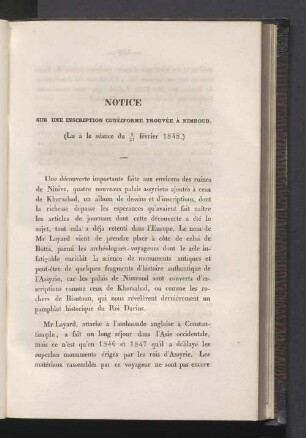 NOTICE
SUR UNE INSCRIPTION CUNÉIFORME TROUVÉE A NIMROUD.
(Lu à la séance du février 1848.)
Une découverte importante faite aux environs des ruines
de Ninive, quatre nouveaux palais assyriens ajoutés à ceux
de Khorsabad, un album de dessins et d'inscriptions, dont
la richesse dépasse les espérances qu'avaient fait naître
les articles de journaux dont cette découverte a été le
sujet, tout cela a déjà retenti dans l'Europe. Le nom de
Mr Layard vient de prendre place à côté de celui de
Botta, parmi les archéologues-voyageurs dont le zèle in-
fatigable enrichit la science de monuments antiques et
peut-être de quelques fragments d'histoire authentique de
l'Assyrie, car les palais de Nimroud sont couverts d'in-
scriptions comme ceux de Khorsabad, ou comme les ro-
chers de Bisutoun, qui nous révélèrent dernièrement un
pamphlet historique du Roi Darius.
Mr Layard, attaché à l'ambassade anglaise à Constan-
tinople, a fait un long séjour dans l'Asie occidentale,
mais ce n'est qu'en 1846 et 1847 qu'il a déblayé les
superbes monuments érigés par les rois d'Assyrie. Les
matériaux rassemblés par ce voyageur ne sont pas encore